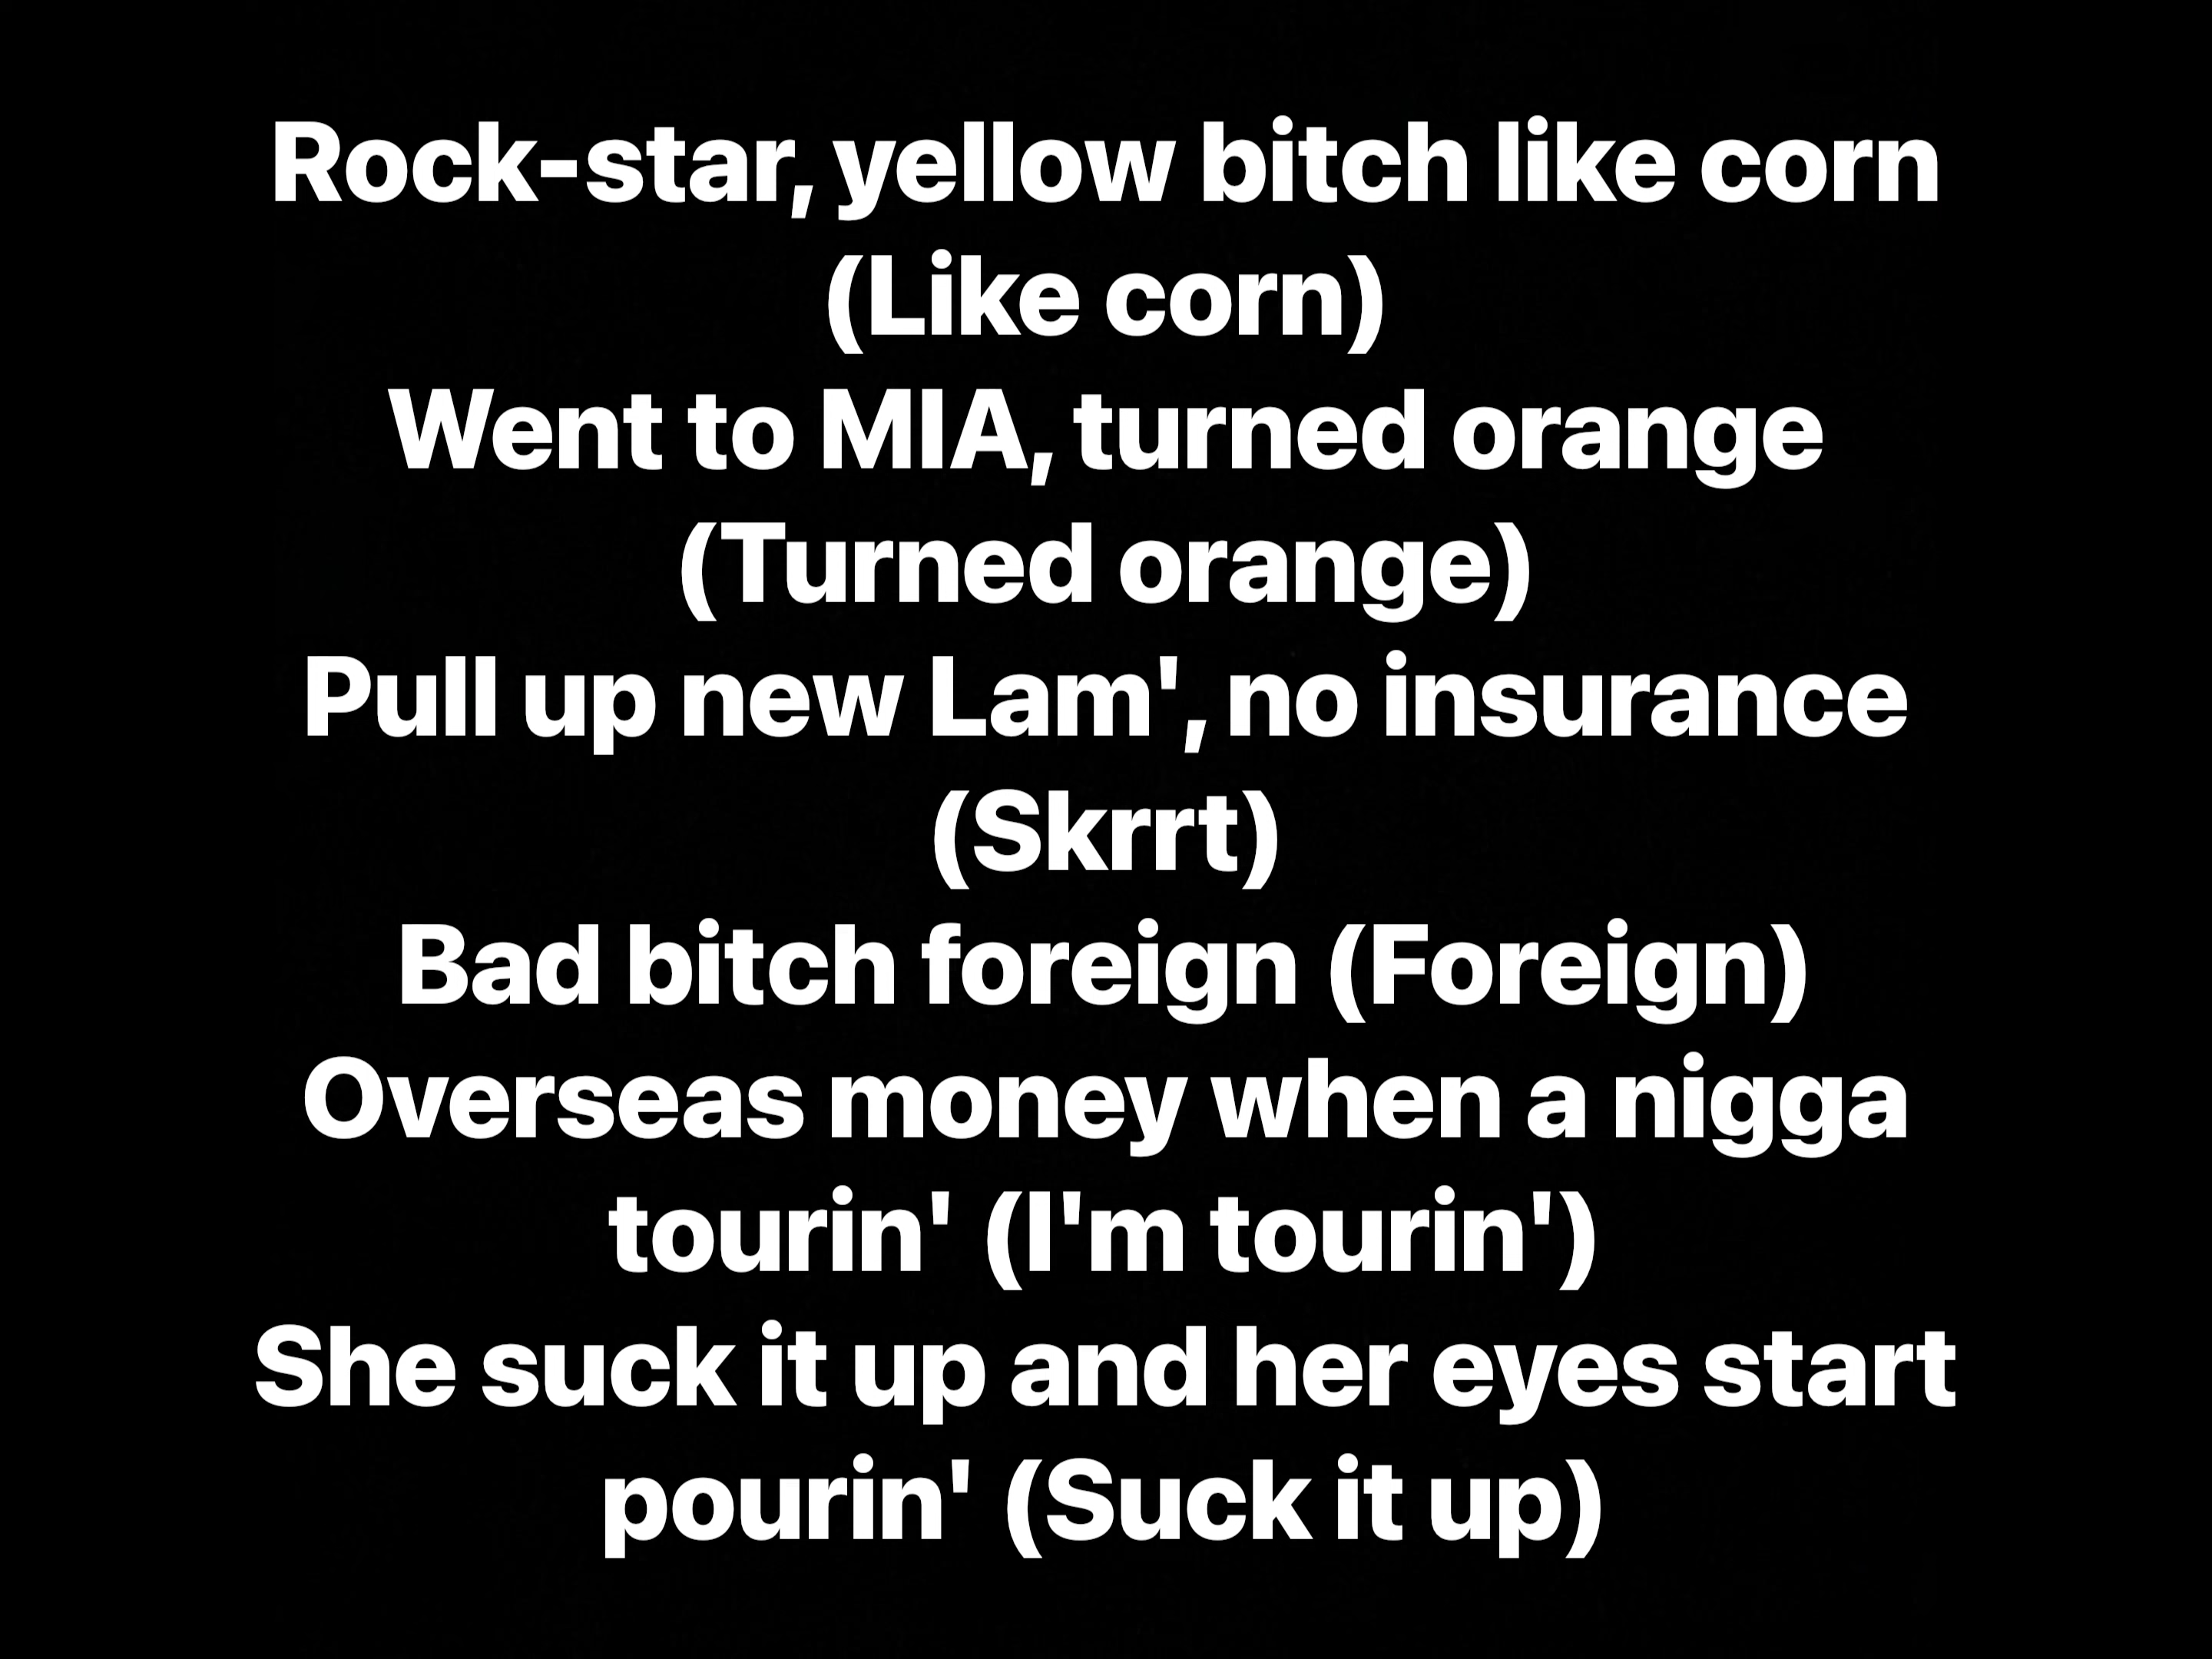 Rock-star, yellow bitch like corn
(Like corn)
Went to MIA, turned orange
(Turned orange)
Pull up new Lam', no insurance
(Skrrt)
Bad bitch foreign (Foreign)
Overseas money when a nigga
tourin' (I'm tourin')
She suck it up and her eyes start
pourin' (Suck it up)